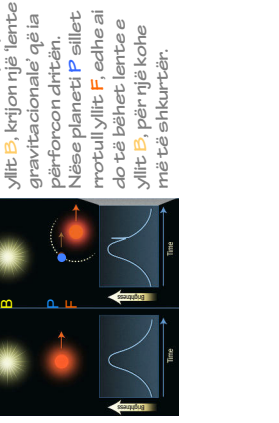 yllit B, krijon një 'lente
gravitacionale' që ia
përforcon dritën.
Nëse planeti P sillet
rrotull yllit F, edhe ai
do të bëhet lente e
yllit B, për një kohe
më të shkurtër.
B
P
F
Brightness
Time
Brightness
Time